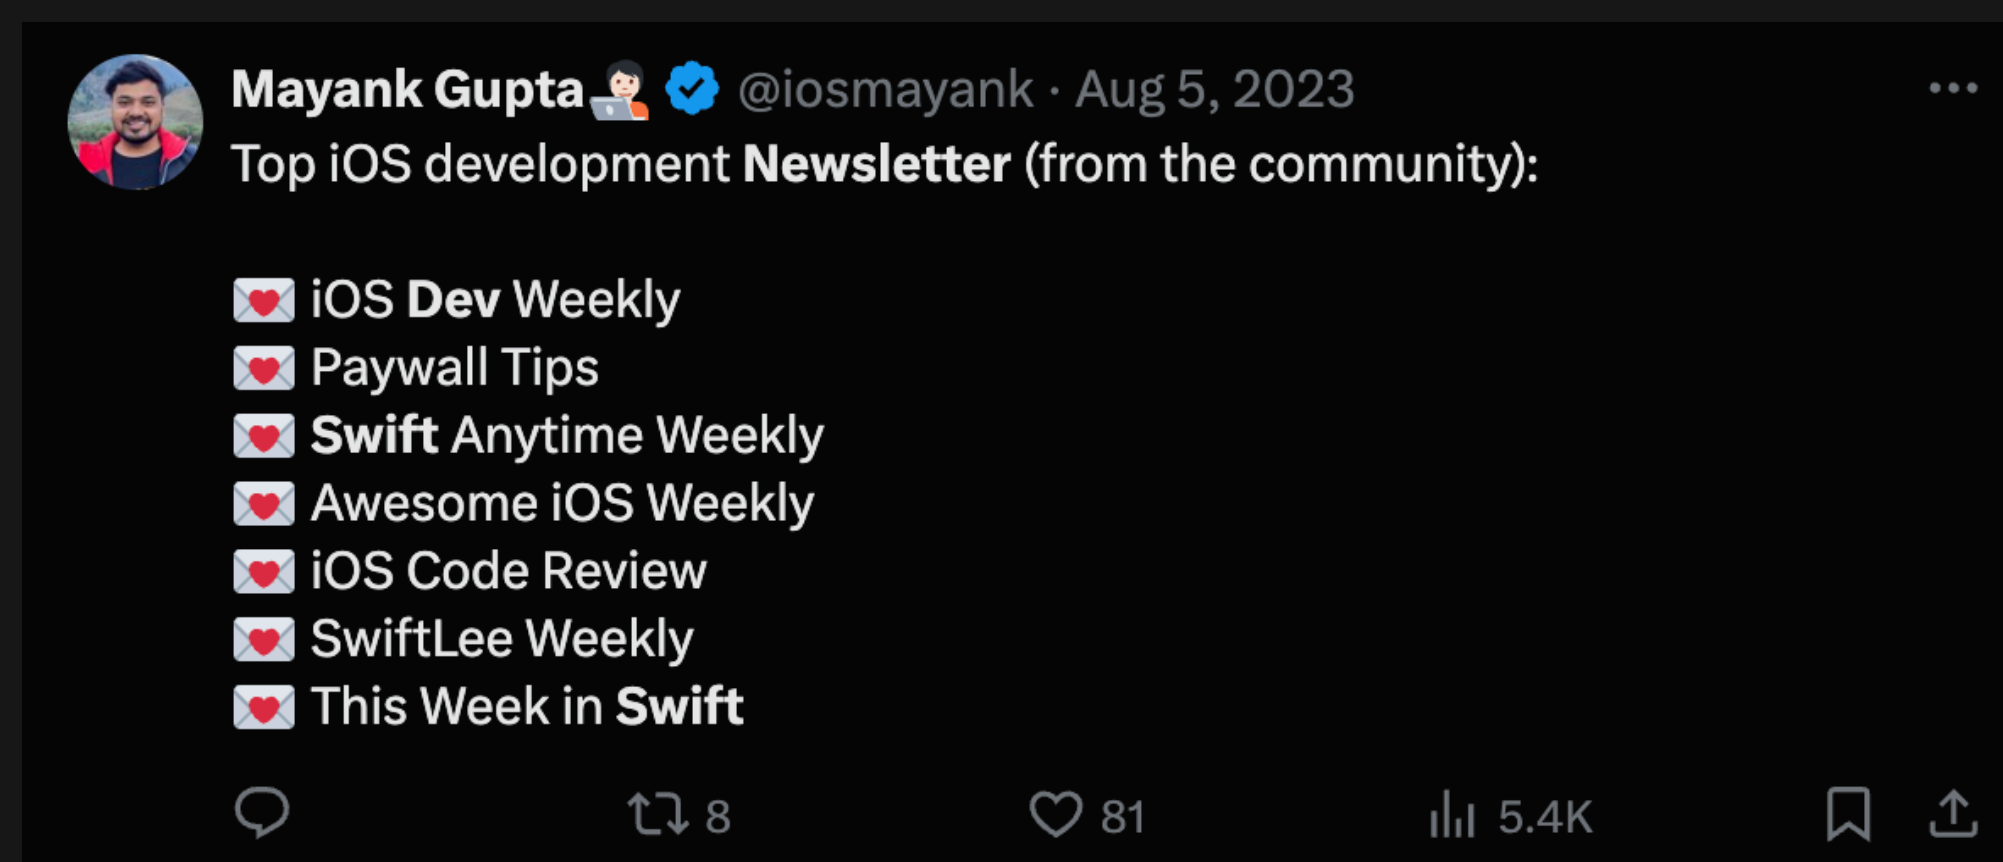 Mayank Gupta🧑🏻‍💻 @iosmayank · Aug 5, 2023
Top iOS development Newsletter (from the community):
💌 iOS Dev Weekly
💌 Paywall Tips
💌 Swift Anytime Weekly
💌 Awesome iOS Weekly
💌 iOS Code Review
💌 SwiftLee Weekly
💌 This Week in Swift
8 81 5.4K